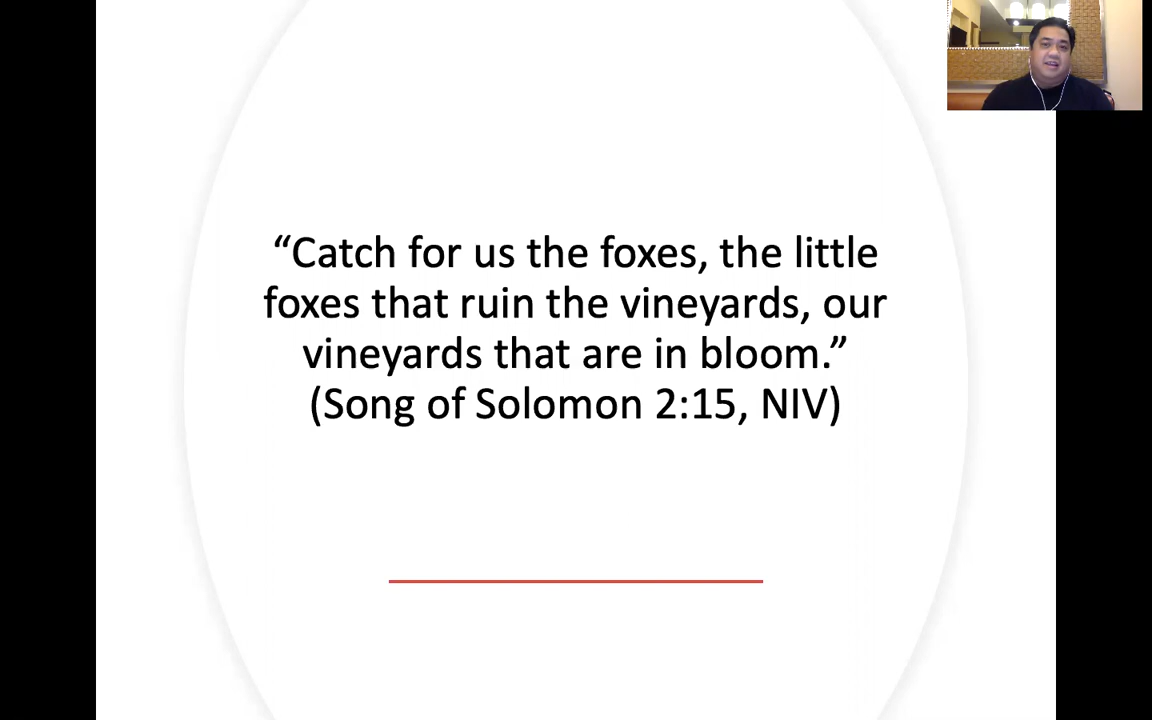 “Catch for us the foxes, the little
foxes that ruin the vineyards, our
vineyards that are in bloom.”
(Song of Solomon 2:15, NIV)